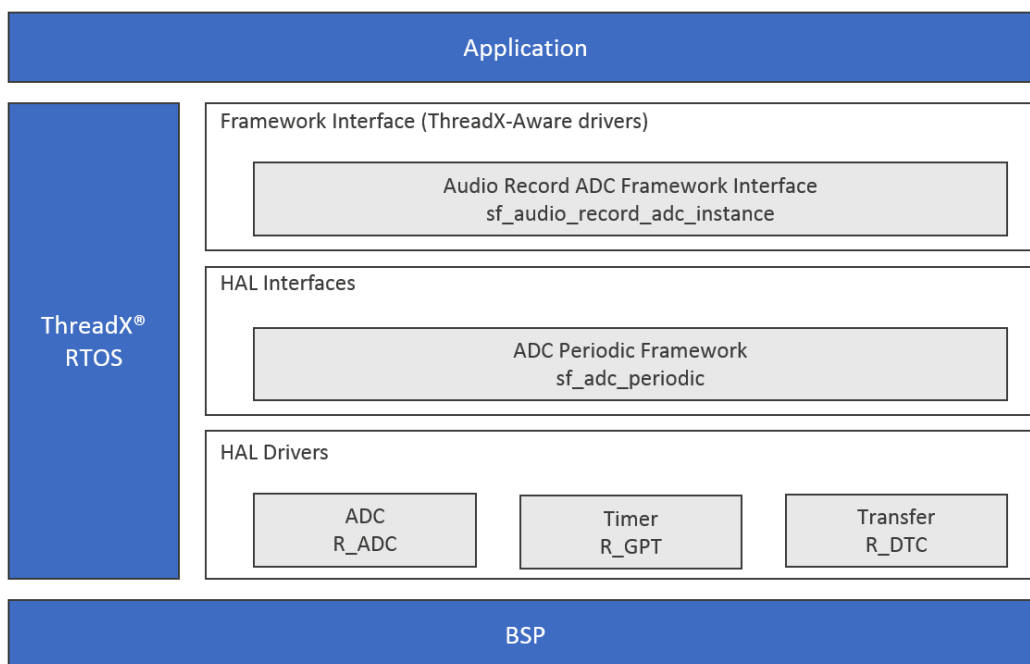 Application
ThreadX®
RTOS
Framework Interface (ThreadX-Aware drivers)
Audio Record ADC Framework Interface
sf_audio_record_adc_instance
HAL Interfaces
ADC Periodic Framework
sf_adc_periodic
HAL Drivers
ADC
R_ADC
Timer
R_GPT
Transfer
R_DTC
BSP